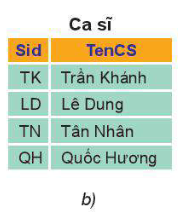 Ca sĩ
Sid TenCS
TK Trần Khánh
LD Lê Dung
TN Tân Nhân
QH Quốc Hương
b)